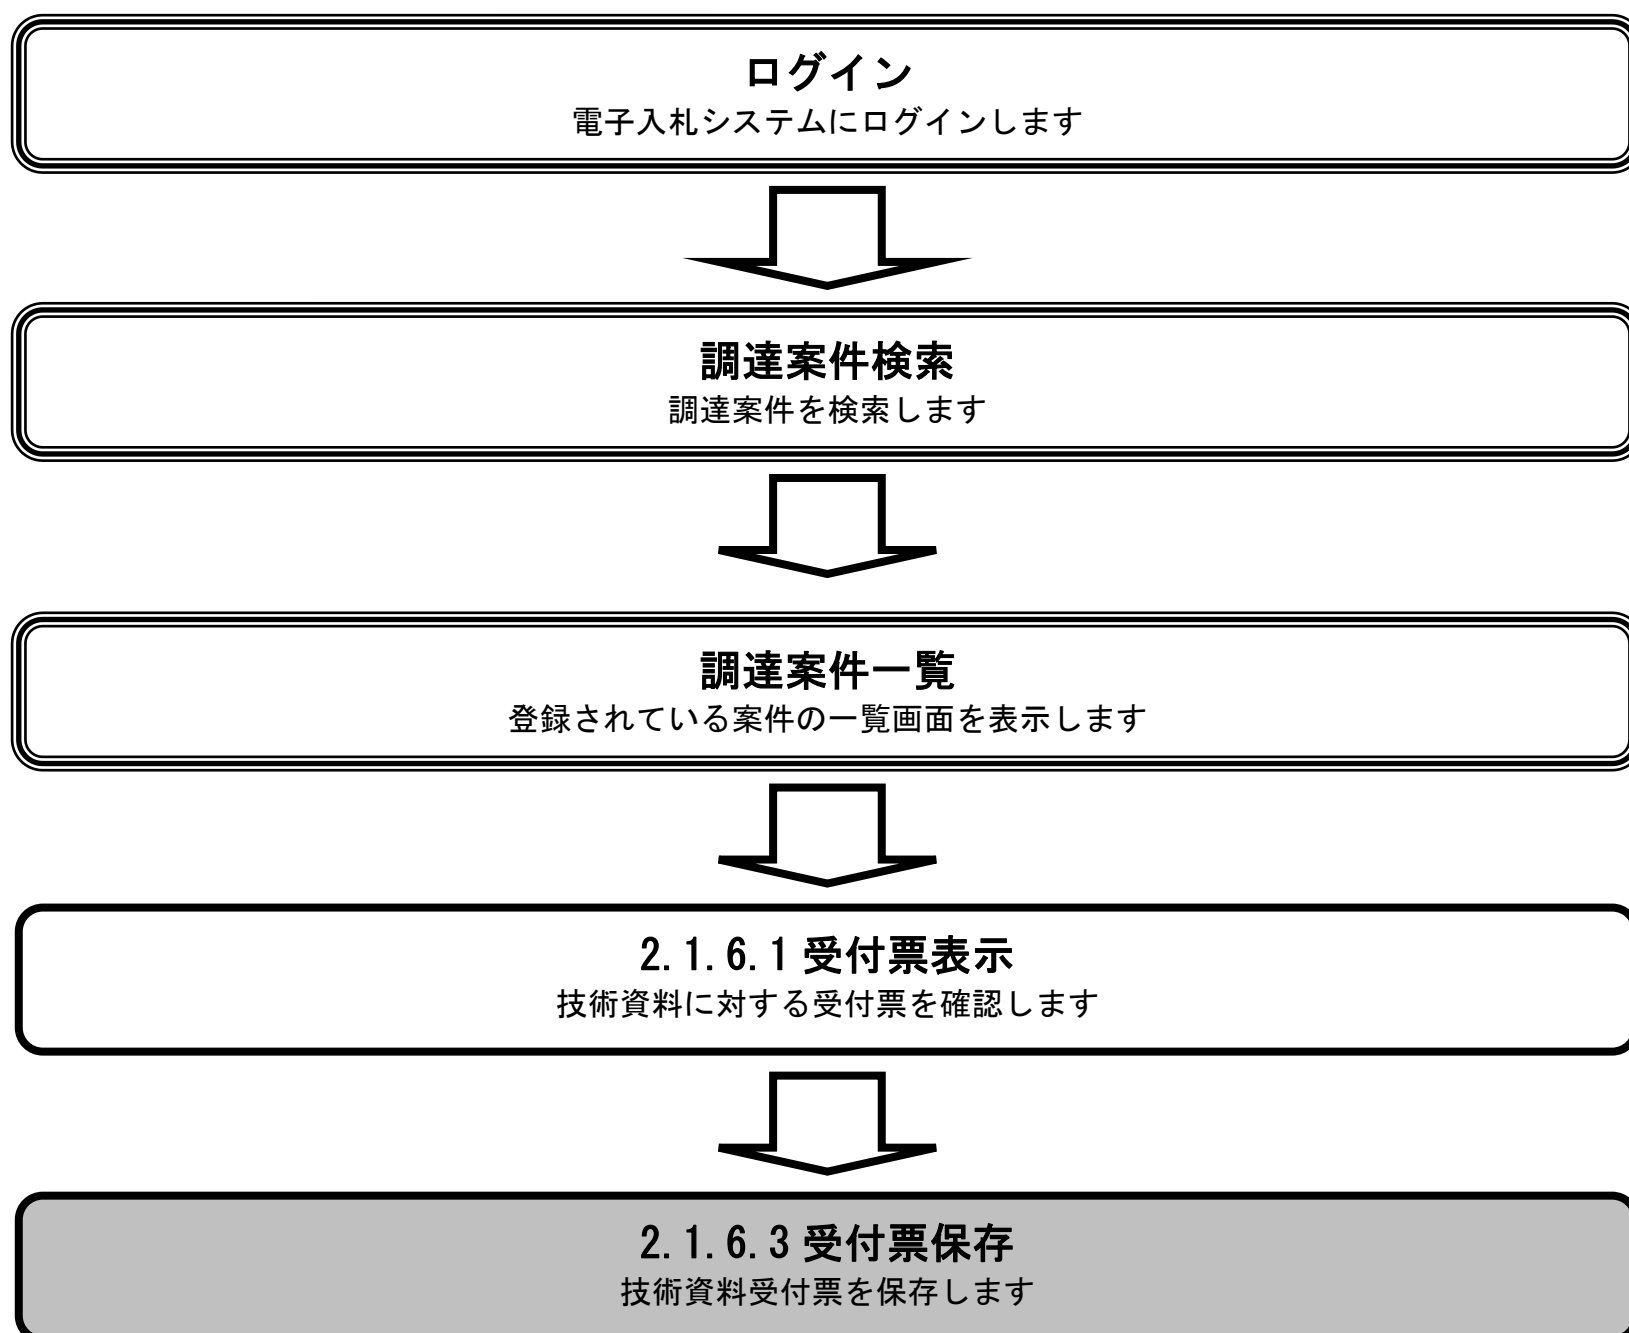 ログイン
電子入札システムにログインします
調達案件検索
調達案件を検索します
調達案件一覧
登録されている案件の一覧画面を表示します
2.1.6.1 受付票表示
技術資料に対する受付票を確認します
2.1.6.3 受付票保存
技術資料受付票を保存します